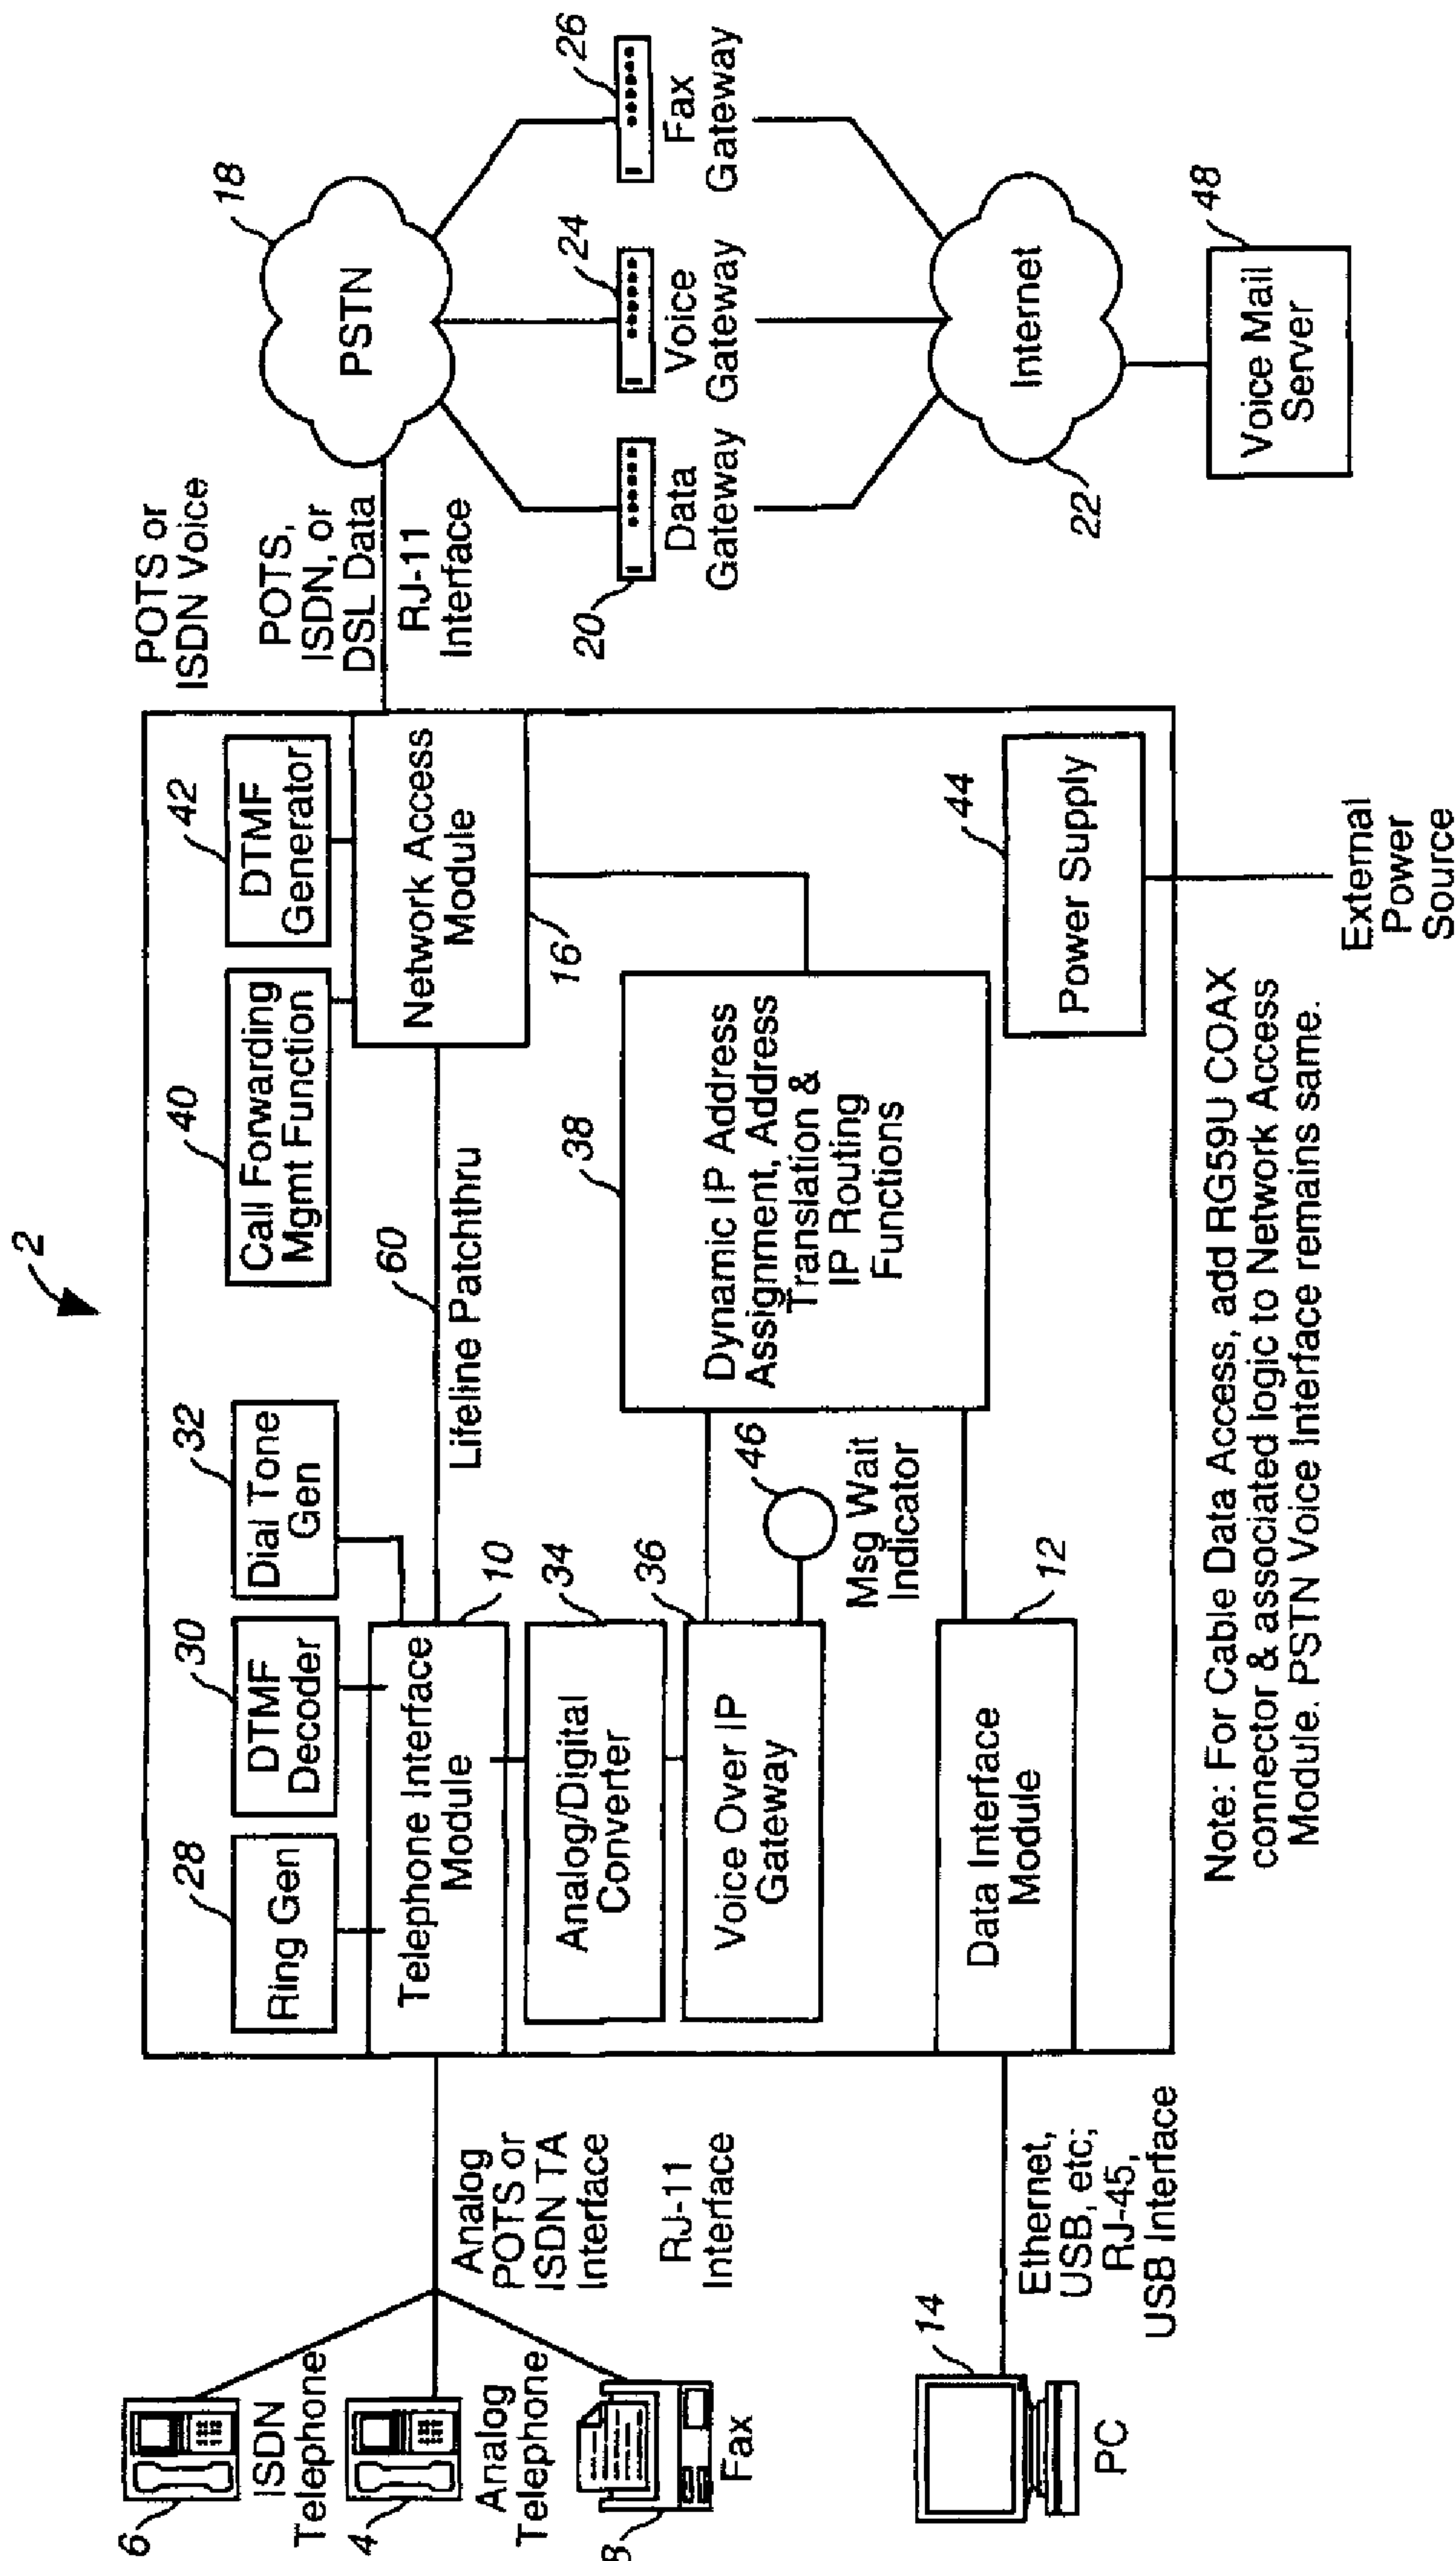 2
6
ISDN
Telephone
4
Analog
Telephone
8
Fax
14
PC
Analog
POTS or
ISDN TA
Interface
RJ-11
Interface
Ethernet,
USB, etc;
RJ-45,
USB Interface
28
Ring Gen
30
DTMF
Decoder
32
Dial Tone
Gen
40
Call Forwarding
Mgmt Function
42
DTMF
Generator
10
Telephone Interface
Module
60
Lifeline Patchthru
Network Access
Module
16
34
Analog/Digital
Converter
36
Voice Over IP
Gateway
46
Msg Wait
Indicator
38
Dynamic IP Address
Assignment, Address
Translation &
IP Routing
Functions
12
Data Interface
Module
44
Power Supply
External
Power
Source
Note: For Cable Data Access, add RG59U COAX
connector & associated logic to Network Access
Module. PSTN Voice Interface remains same.
POTS or
ISDN Voice
POTS,
ISDN, or
DSL Data
RJ-11
Interface
18
PSTN
20
Data
Gateway
24
Voice
Gateway
26
Fax
Gateway
22
Internet
48
Voice Mail
Server